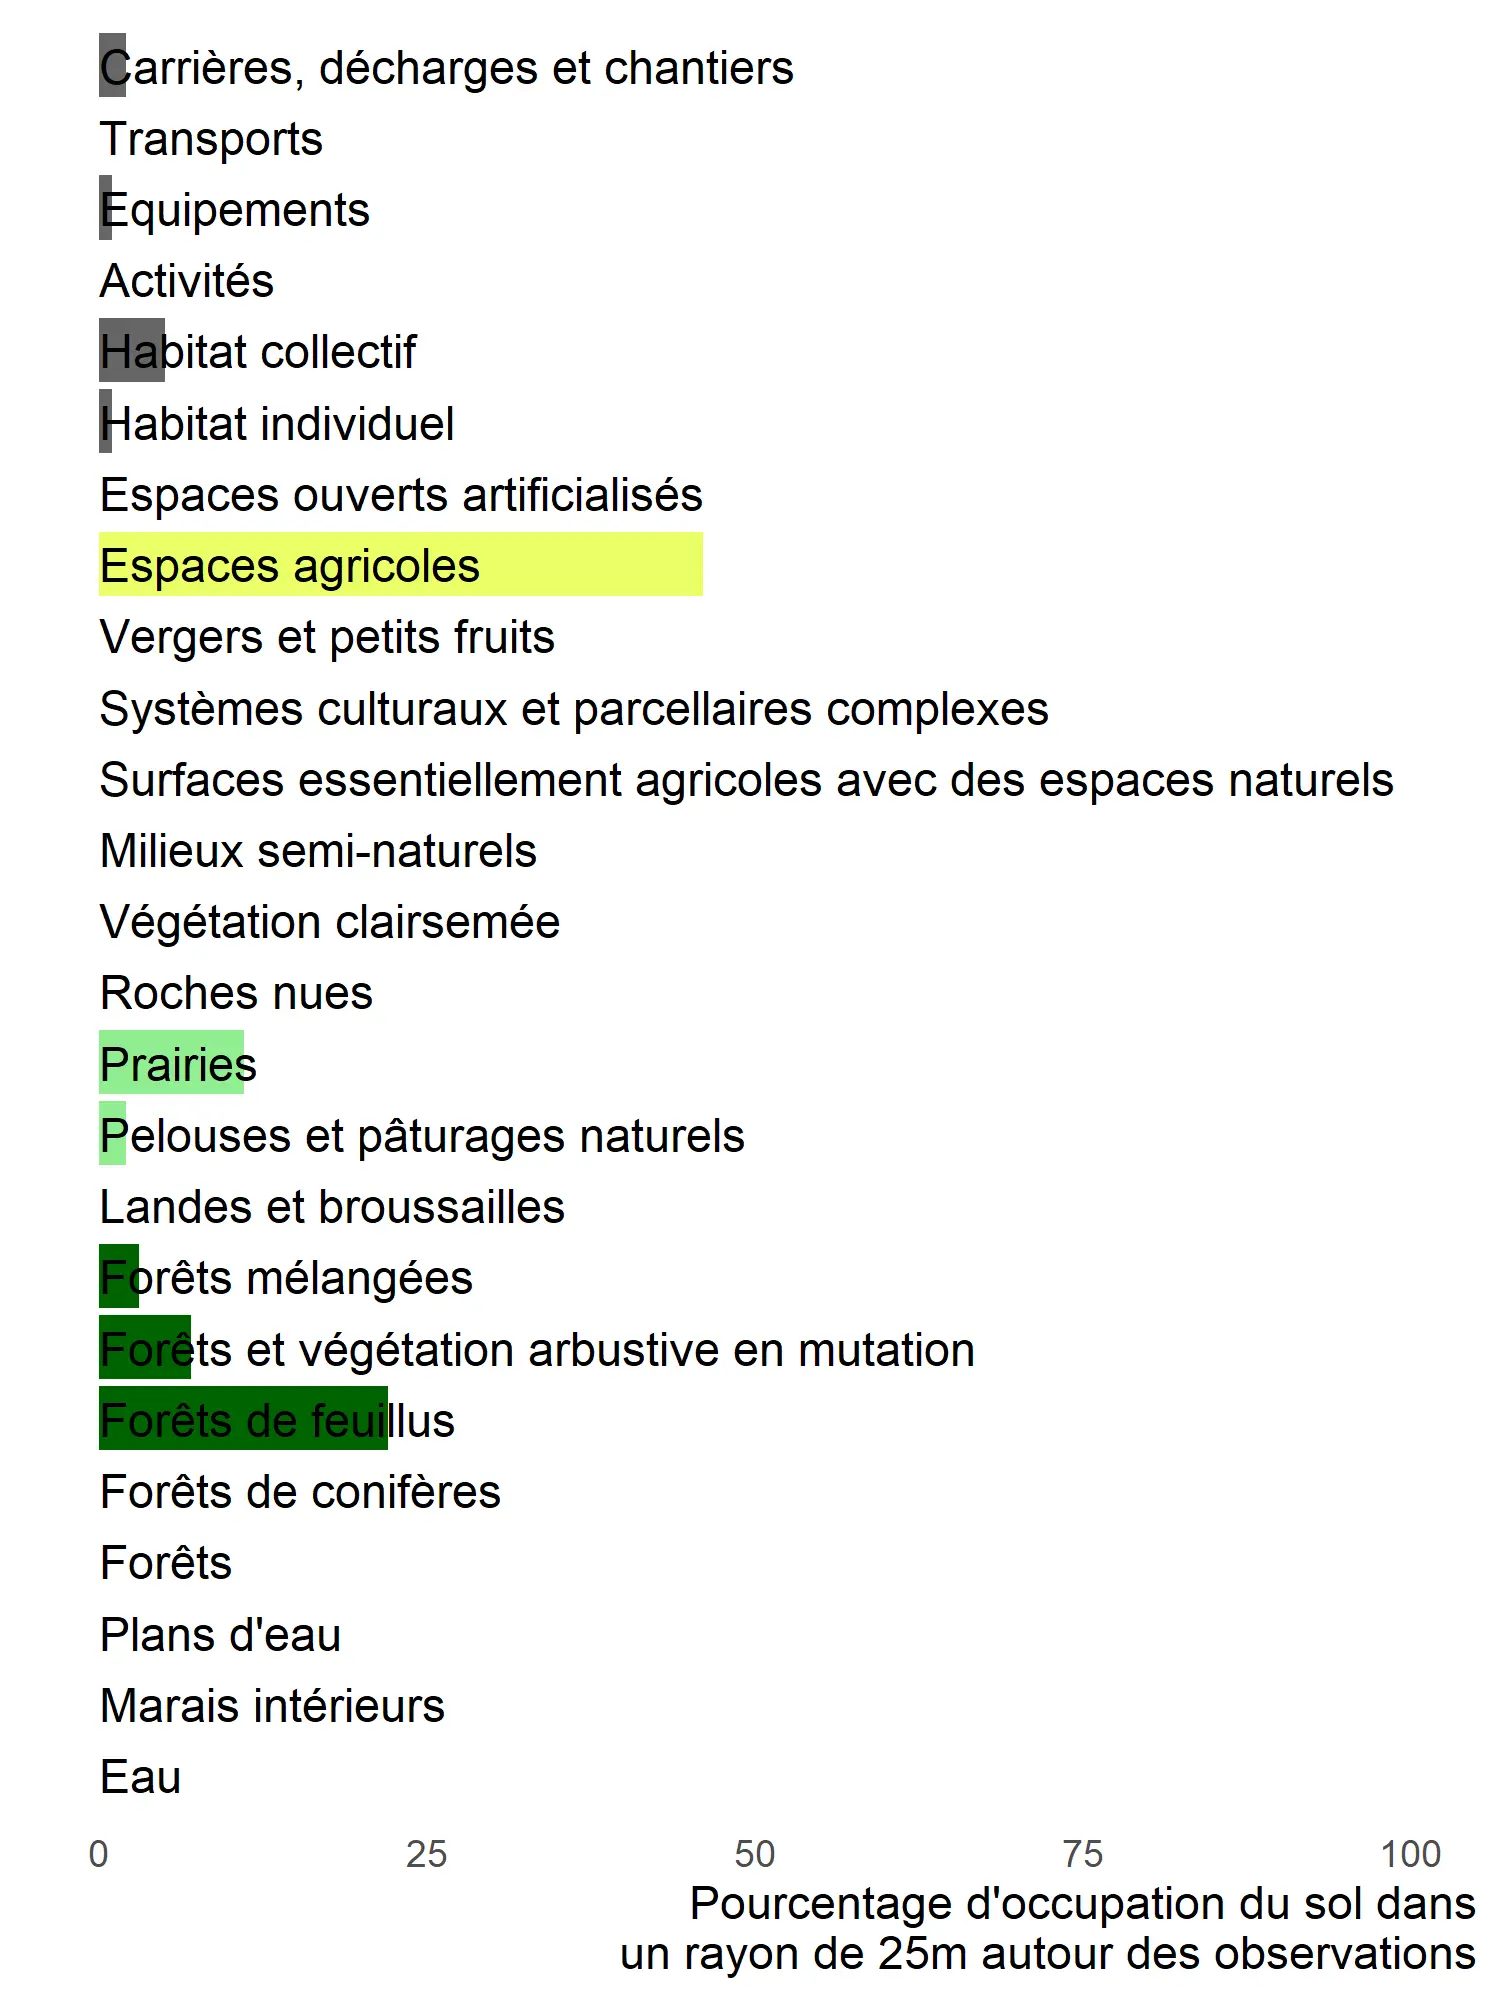 Carrières, décharges et chantiers
Transports
Equipements
Activités
Habitat collectif
Habitat individuel
Espaces ouverts artificialisés
Espaces agricoles
Vergers et petits fruits
Systèmes culturaux et parcellaires complexes
Surfaces essentiellement agricoles avec des espaces naturels
Milieux semi-naturels
Végétation clairsemée
Roches nues
Prairies
Pelouses et pâturages naturels
Landes et broussailles
Forêts mélangées
Forêts et végétation arbustive en mutation
Forêts de feuillus
Forêts de conifères
Forêts
Plans d'eau
Marais intérieurs
Eau
0 25 50 75 100
Pourcentage d'occupation du sol dans
un rayon de 25m autour des observations